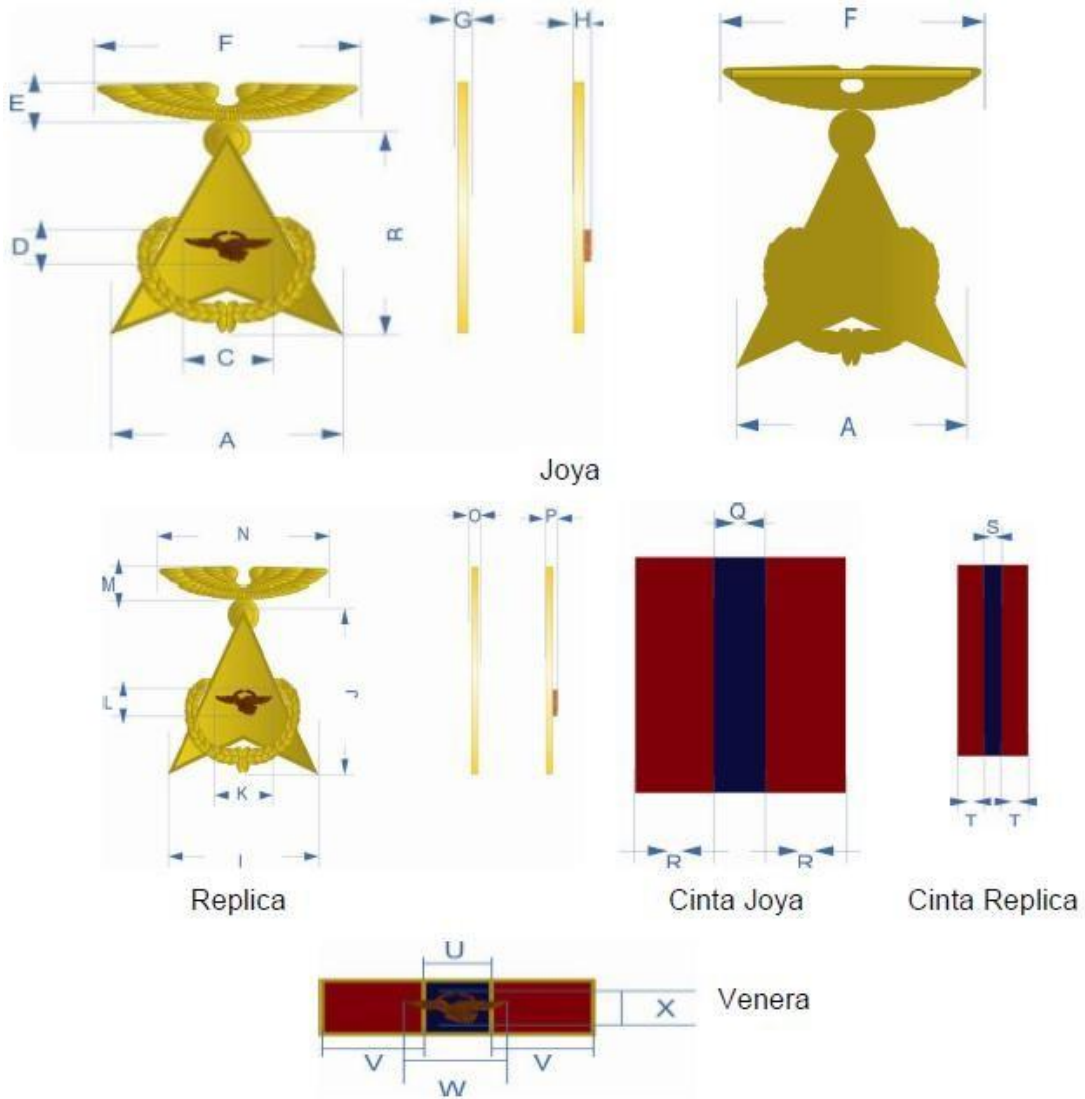 F G H F
E
D B
C
A A
Joya
N O P Q S
M
L J
K
I R R T T
Replica Cinta Joya Cinta Replica
U
X Venera
V W V